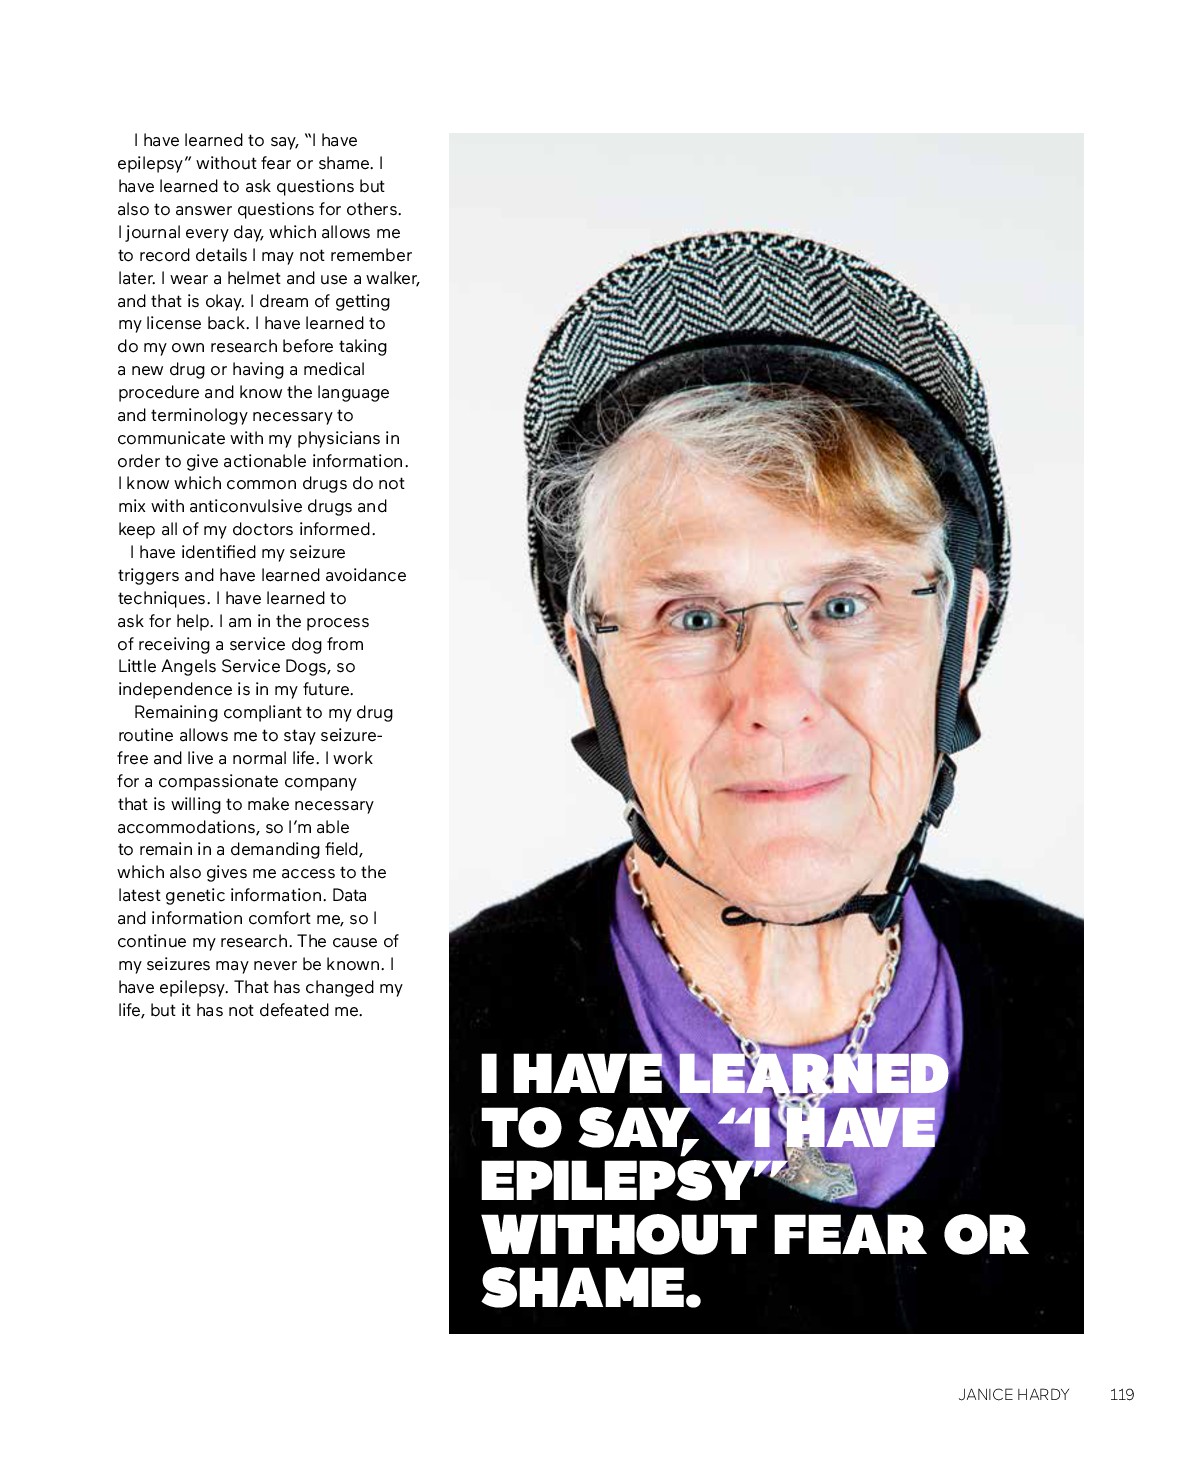 I have learned to say, “I have
epilepsy” without fear or shame. I
have learned to ask questions but
also to answer questions for others.
I journal every day, which allows me
to record details I may not remember
later. I wear a helmet and use a walker,
and that is okay. I dream of getting
my license back. I have learned to
do my own research before taking
a new drug or having a medical
procedure and know the language
and terminology necessary to
communicate with my physicians in
order to give actionable information.
I know which common drugs do not
mix with anticonvulsive drugs and
keep all of my doctors informed.
I have identified my seizure
triggers and have learned avoidance
techniques. I have learned to
ask for help. I am in the process
of receiving a service dog from
Little Angels Service Dogs, so
independence is in my future.
Remaining compliant to my drug
routine allows me to stay seizure-
free and live a normal life. I work
for a compassionate company
that is willing to make necessary
accommodations, so I’m able
to remain in a demanding field,
which also gives me access to the
latest genetic information. Data
and information comfort me, so I
continue my research. The cause of
my seizures may never be known. I
have epilepsy. That has changed my
life, but it has not defeated me.
I HAVE LEARNED
TO SAY, “I HAVE
EPILEPSY”
WITHOUT FEAR OR
SHAME.
JANICE HARDY 119